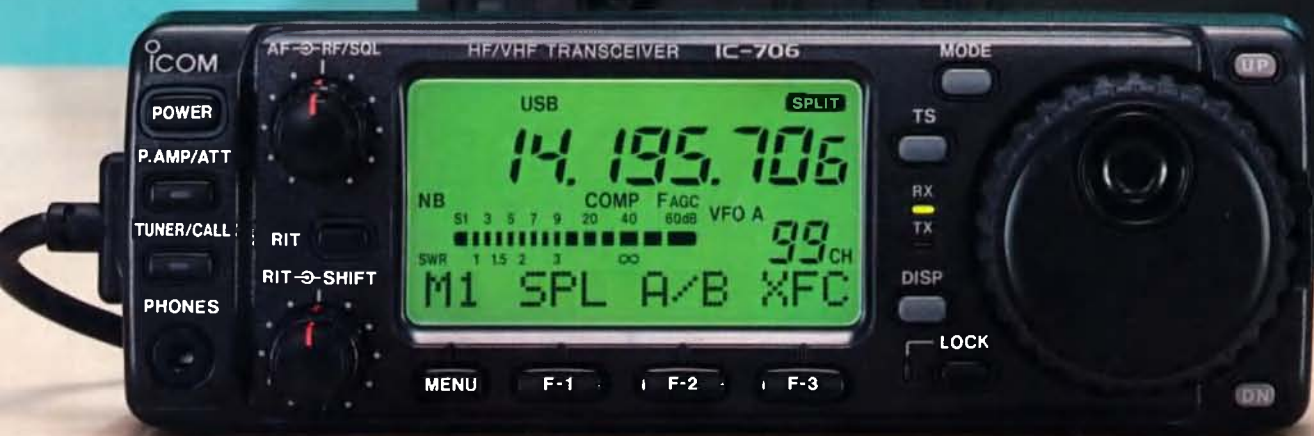 ICOM
POWER
P.AMP/ATT
TUNER/CALL
PHONES
AF RF/SQL
RIT
RIT SHIFT
HF/VHF TRANSCEIVER IC-706
USB SPLIT
14.195.706
NB COMP FAGC
S1 3 5 7 9 20 40 60dB VFO A
99 CH
SWR 1 1.5 2 3 ∞
M1 SPL A/B XFC
MENU F-1 F-2 F-3
MODE
TS
RX
TX
DISP
LOCK
UP
DN